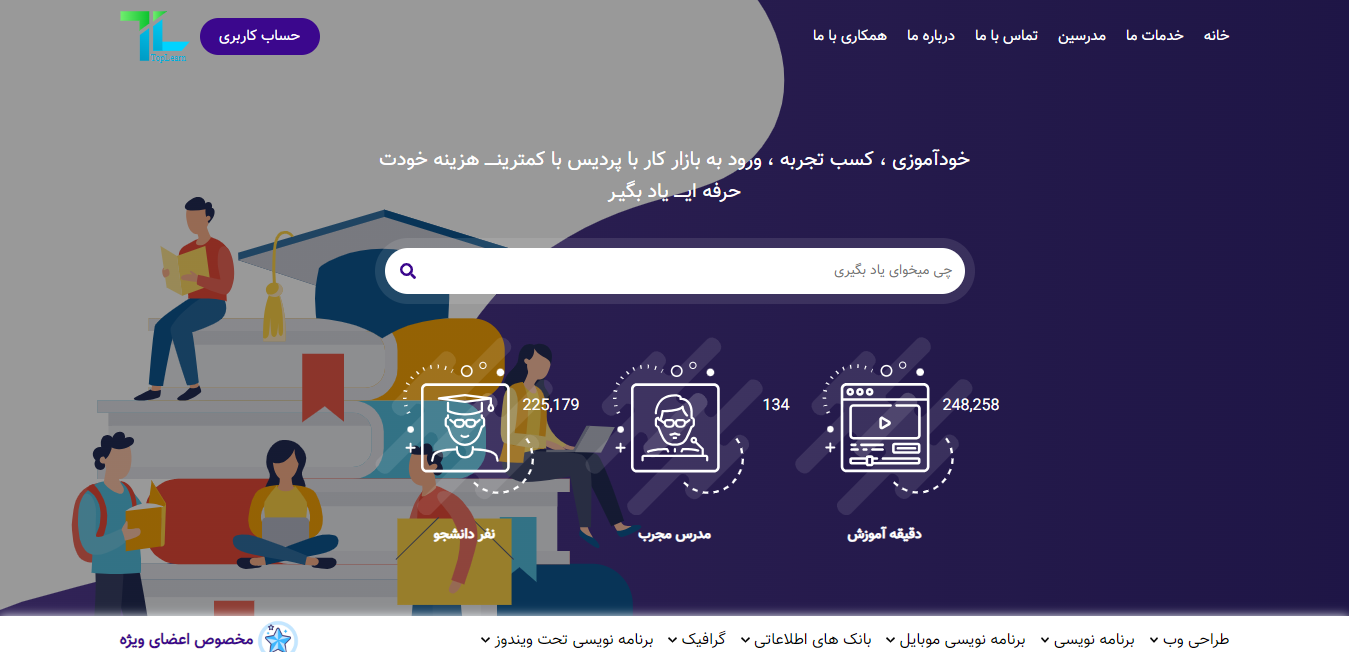 خانه
خدمات ما
مدرسین
تماس با ما
درباره ما
همکاری با ما
حساب کاربری
TopLearn
خودآموزی ، کسب تجربه ، ورود به بازار کار با پردیس با کمترینــ هزینه خودت
حرفه ایــ یاد بگیر
چی میخوای یاد بگیری
248,258
134
225,179
دقیقه آموزش
مدرس مجرب
نفر دانشجو
طراحی وب
برنامه نویسی
برنامه نویسی موبایل
بانک های اطلاعاتی
گرافیک
برنامه نویسی تحت ویندوز
مخصوص اعضای ویژه